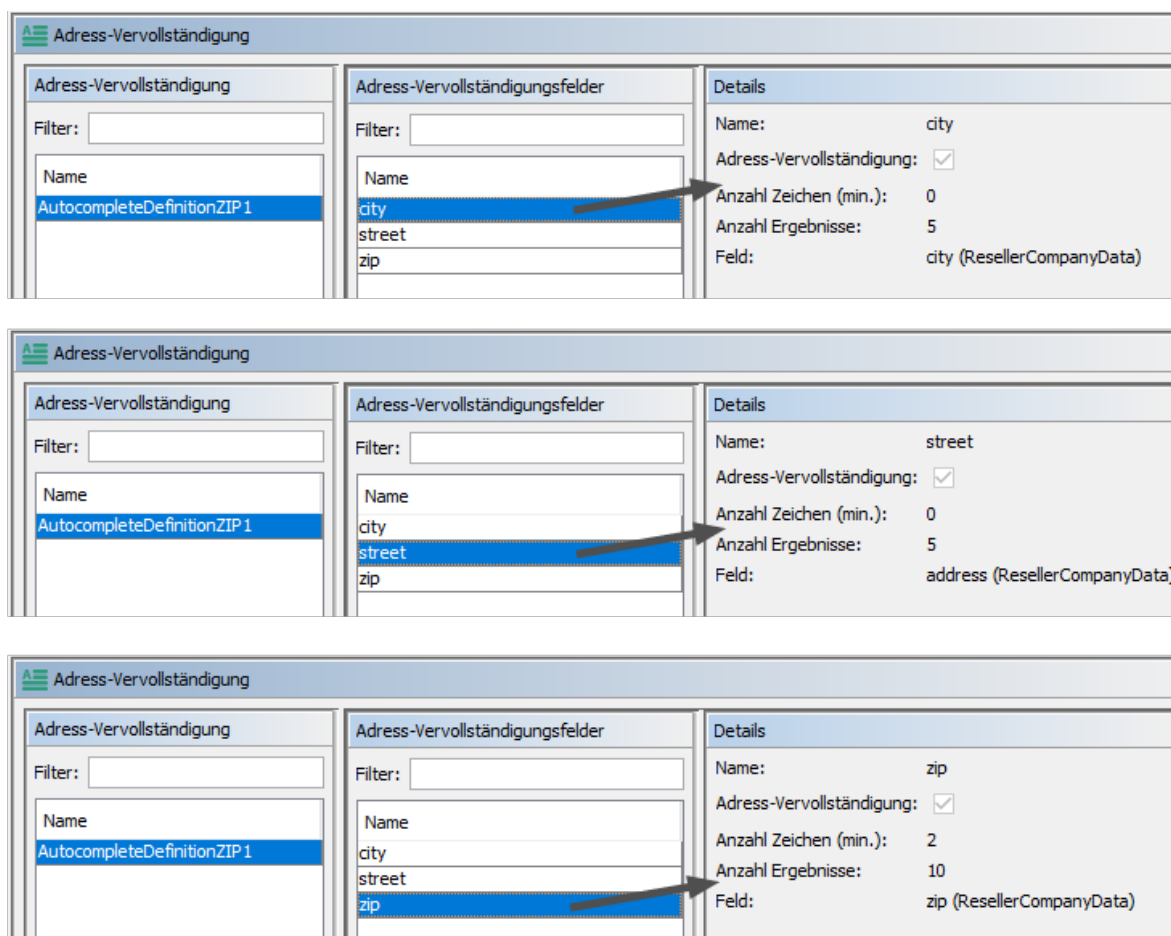 Adress-Vervollständigung
Adress-Vervollständigung Adress-Vervollständigungsfelder Details
Filter: Filter: Name: city
Adress-Vervollständigung:
Name Name Anzahl Zeichen (min.): 0
AutocompleteDefinitionZIP1 city Anzahl Ergebnisse: 5
street
zip Feld: city (ResellerCompanyData)
Adress-Vervollständigung
Adress-Vervollständigung Adress-Vervollständigungsfelder Details
Filter: Filter: Name: street
Adress-Vervollständigung:
Name Name Anzahl Zeichen (min.): 0
AutocompleteDefinitionZIP1 city Anzahl Ergebnisse: 5
street
zip Feld: address (ResellerCompanyData)
Adress-Vervollständigung
Adress-Vervollständigung Adress-Vervollständigungsfelder Details
Filter: Filter: Name: zip
Adress-Vervollständigung:
Name Name Anzahl Zeichen (min.): 2
AutocompleteDefinitionZIP1 city Anzahl Ergebnisse: 10
street
zip Feld: zip (ResellerCompanyData)